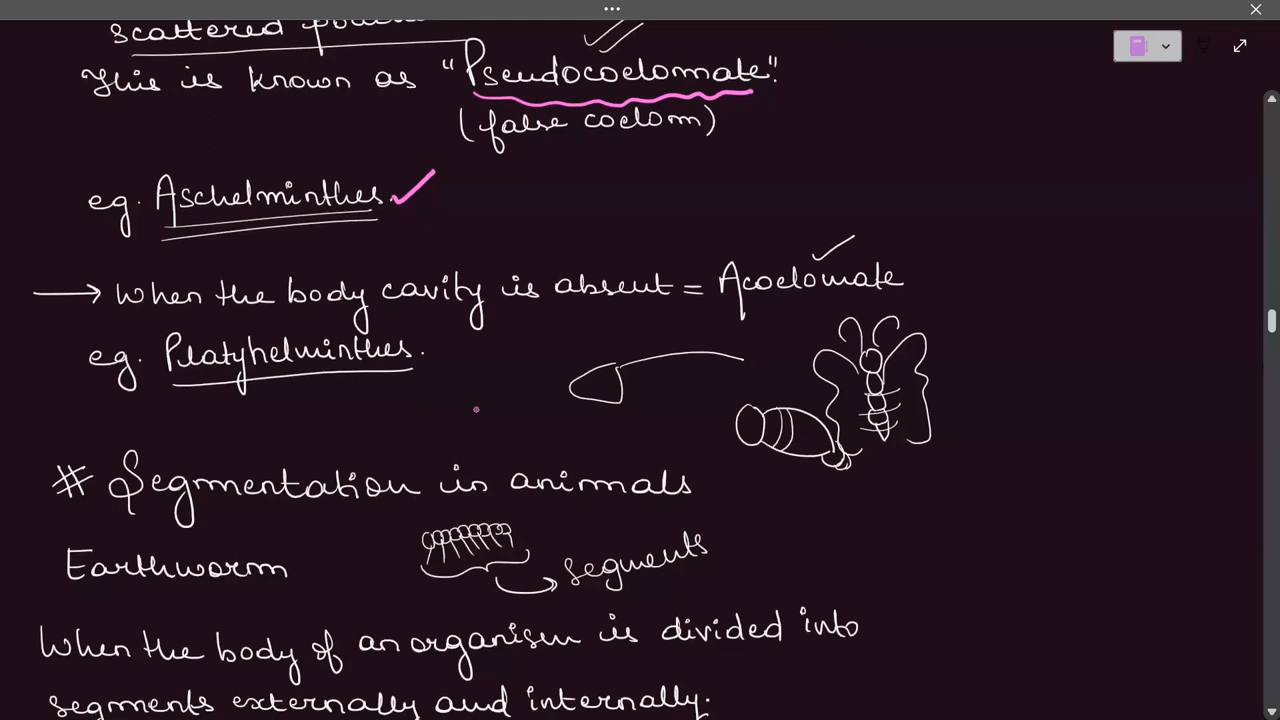 scattered
This is known as "Pseudocoelomate".
(false coelom)
eg. Aschelminthes.
→ When the body cavity is absent = Acoelomate
eg. Platyhelminthes.
# Segmentation in animals
Earthworm
segments
When the body of an organism is divided into
segments externally and internally.